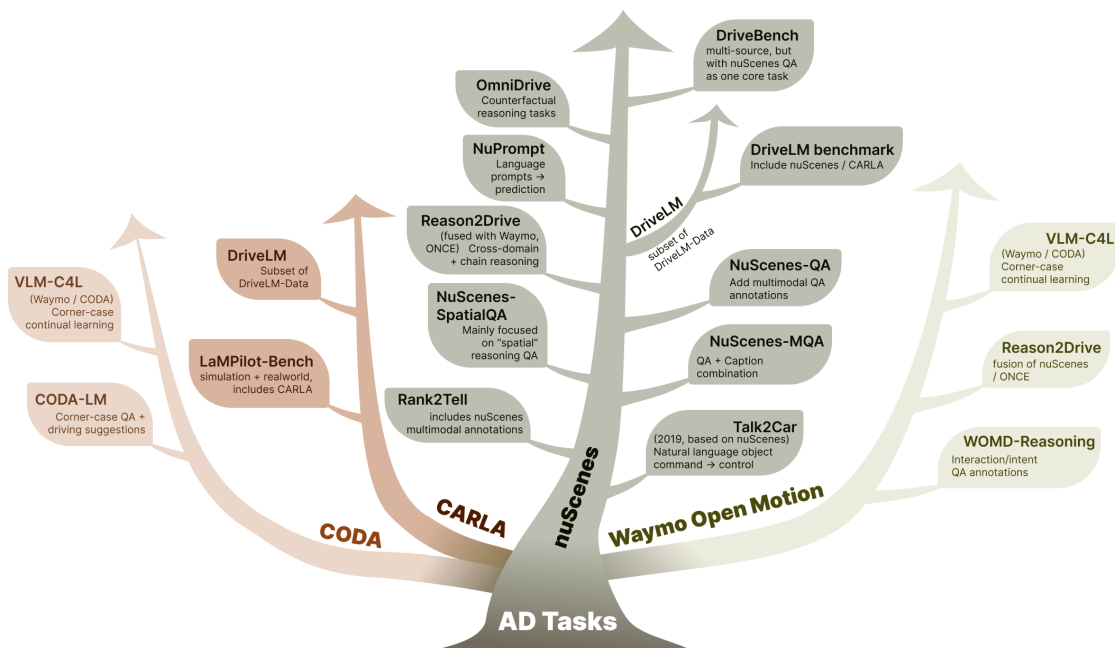 DriveBench
multi-source, but
with nuScenes QA
as one core task
OmniDrive
Counterfactual
reasoning tasks
NuPrompt
Language
prompts →
prediction
DriveLM benchmark
Include nuScenes / CARLA
DriveLM
subset of
DriveLM-Data
Reason2Drive
(fused with Waymo,
ONCE) Cross-domain
+ chain reasoning
NuScenes-QA
Add multimodal QA
annotations
NuScenes-
SpatialQA
Mainly focused
on “spatial”
reasoning QA
NuScenes-MQA
QA + Caption
combination
Rank2Tell
includes nuScenes
multimodal annotations
Talk2Car
(2019, based on nuScenes)
Natural language object
command → control
nuScenes
DriveLM
Subset of
DriveLM-Data
LaMPilot-Bench
simulation + realworld,
includes CARLA
CARLA
VLM-C4L
(Waymo / CODA)
Corner-case
continual learning
CODA-LM
Corner-case QA +
driving suggestions
CODA
VLM-C4L
(Waymo / CODA)
Corner-case
continual learning
Reason2Drive
fusion of nuScenes
/ ONCE
WOMD-Reasoning
Interaction/intent
QA annotations
Waymo Open Motion
AD Tasks